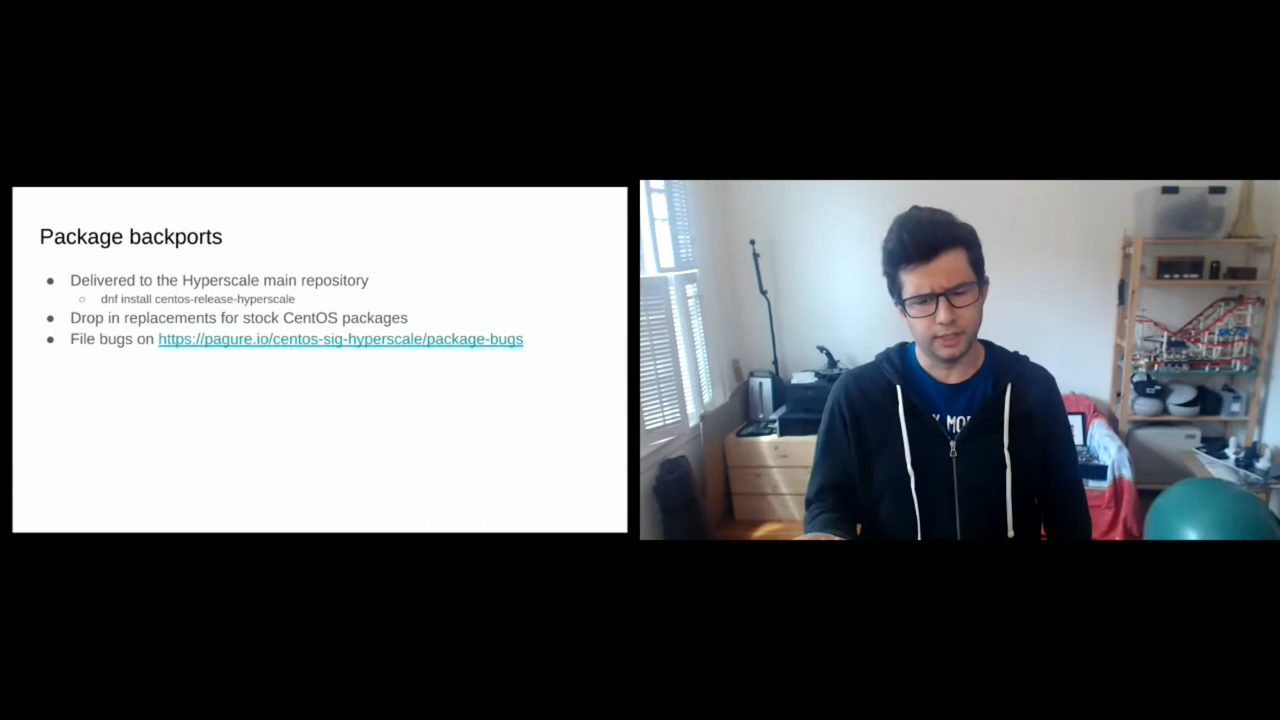 Package backports
● Delivered to the Hyperscale main repository
○ dnf install centos-release-hyperscale
● Drop in replacements for stock CentOS packages
● File bugs on https://pagure.io/centos-sig-hyperscale/package-bugs